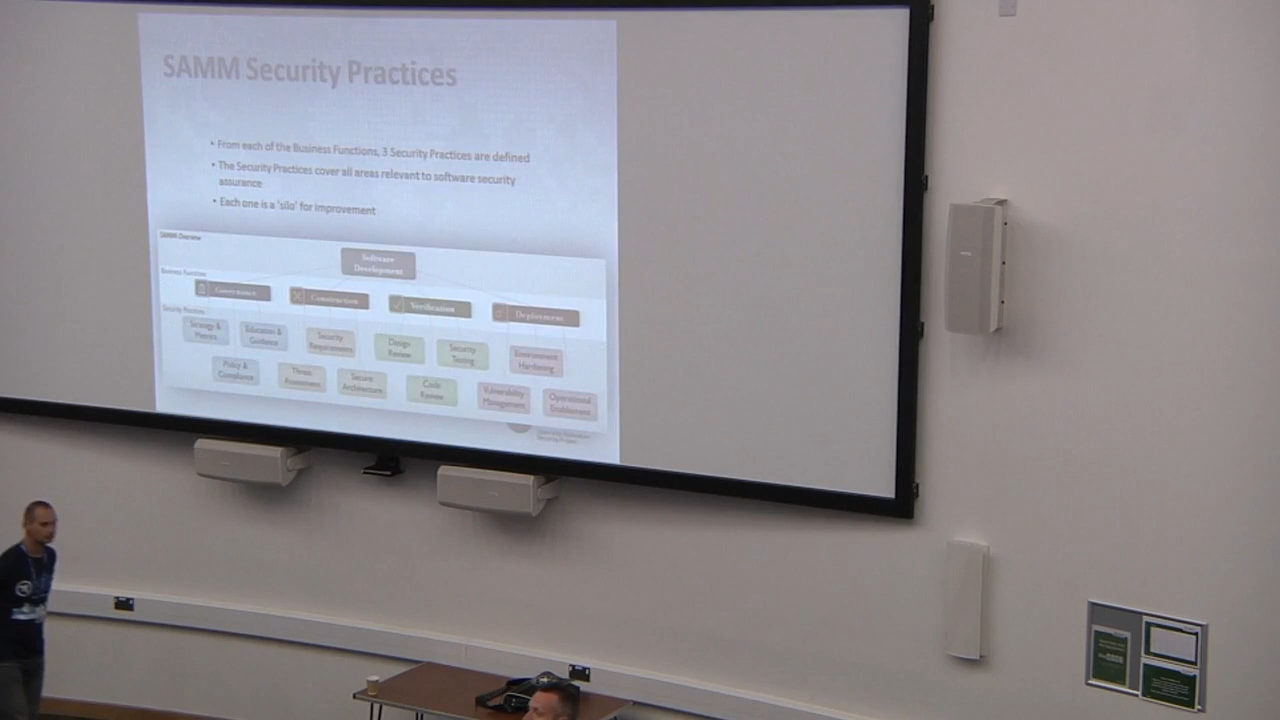 SAMM Security Practices
• From each of the Business Functions, 3 Security Practices are defined
• The Security Practices cover all areas relevant to software security
assurance
• Each one is a 'silo' for improvement
SAMM Overview
Software
Development
Business Functions
Governance
Construction
Verification
Deployment
Security Practices
Strategy &
Metrics
Education &
Guidance
Security
Requirements
Design
Review
Security
Testing
Environment
Hardening
Policy &
Compliance
Threat
Assessment
Secure
Architecture
Code
Review
Vulnerability
Management
Operational
Enablement